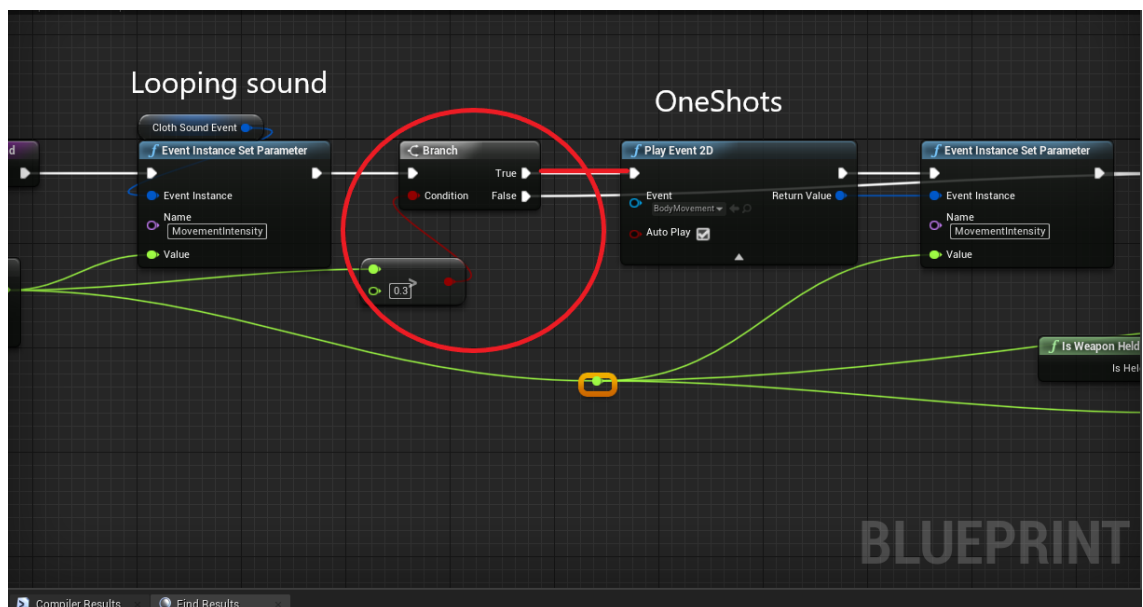 Looping sound
OneShots
Cloth Sound Event
d
Event Instance Set Parameter
Event Instance
Name
MovementIntensity
Value
Branch
True
Condition
False
>
0.3
Play Event 2D
Event
BodyMovement
Return Value
Auto Play
Event Instance Set Parameter
Event Instance
Name
MovementIntensity
Value
Is Weapon Held
Is Hel
BLUEPRINT
Compiler Results
Find Results